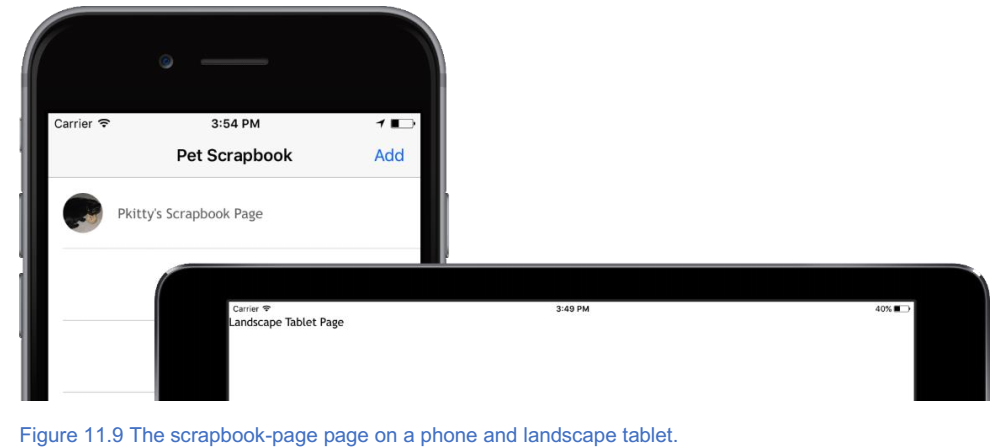 Carrier 3:54 PM
Pet Scrapbook Add
Pkitty's Scrapbook Page
Carrier 3:49 PM 40%
Landscape Tablet Page
Figure 11.9 The scrapbook-page page on a phone and landscape tablet.